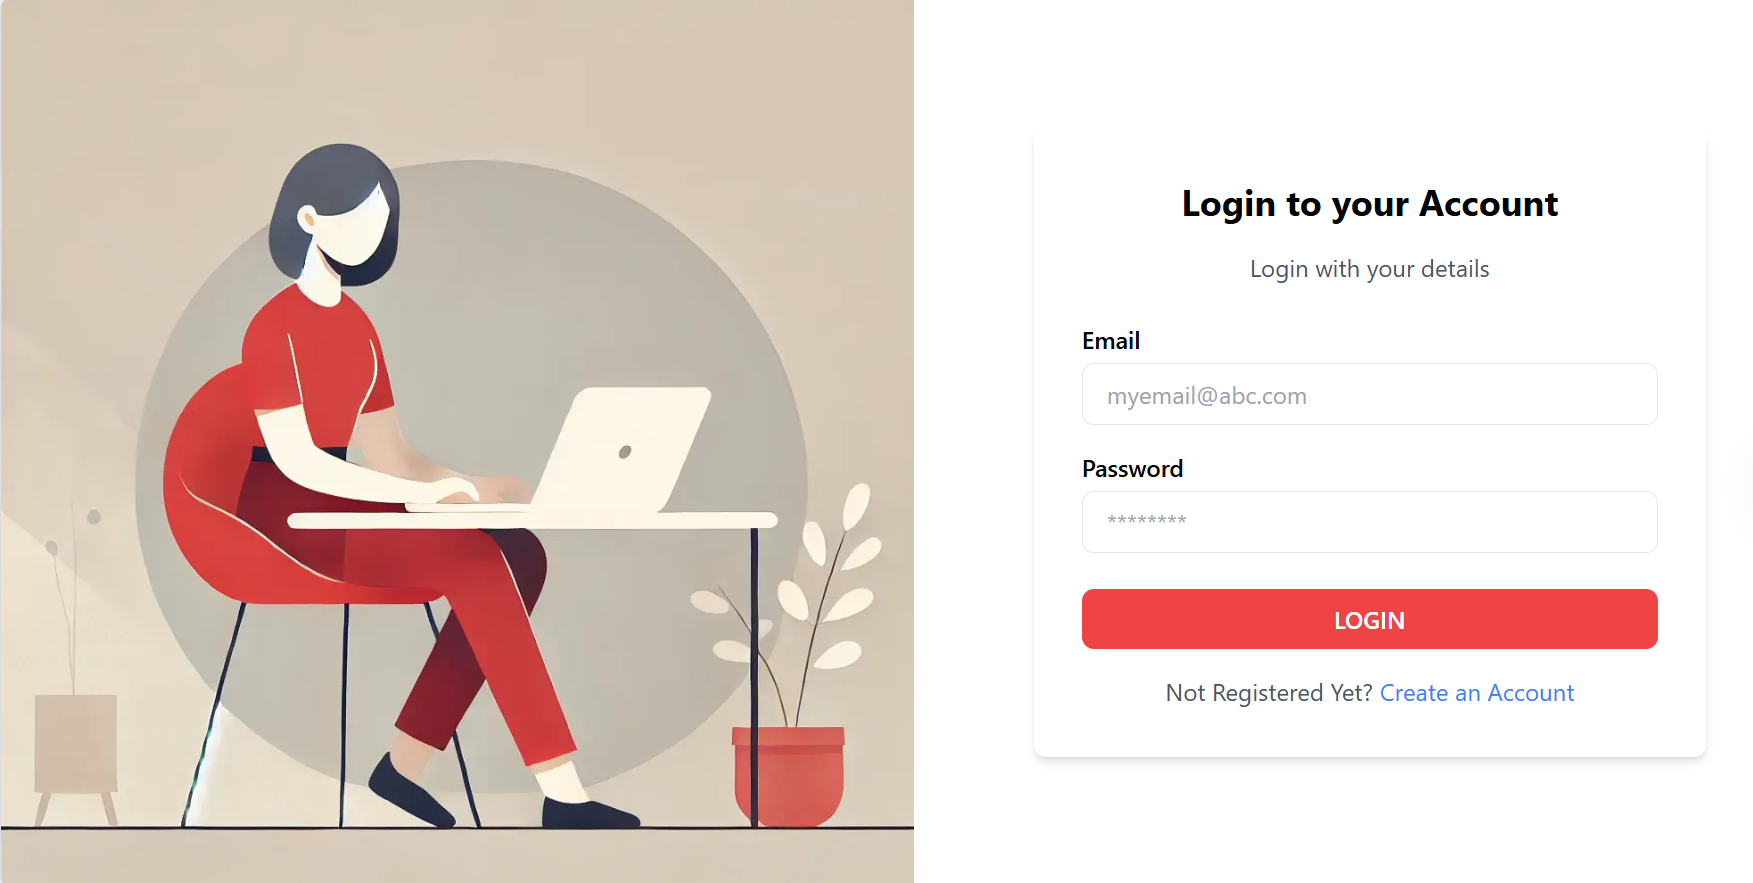 Login to your Account
Login with your details
Email
myemail@abc.com
Password
********
LOGIN
Not Registered Yet? Create an Account